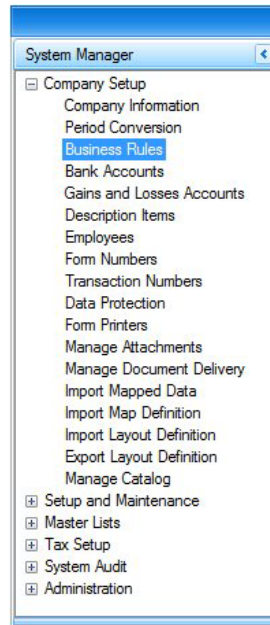 System Manager
Company Setup
Company Information
Period Conversion
Business Rules
Bank Accounts
Gains and Losses Accounts
Description Items
Employees
Form Numbers
Transaction Numbers
Data Protection
Form Printers
Manage Attachments
Manage Document Delivery
Import Mapped Data
Import Map Definition
Import Layout Definition
Export Layout Definition
Manage Catalog
Setup and Maintenance
Master Lists
Tax Setup
System Audit
Administration